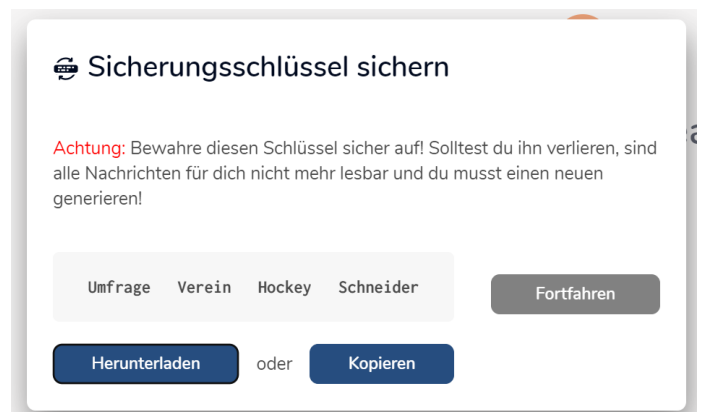 Sicherungsschlüssel sichern
Achtung: Bewahre diesen Schlüssel sicher auf! Solltest du ihn verlieren, sind
alle Nachrichten für dich nicht mehr lesbar und du musst einen neuen
generieren!
Umfrage Verein Hockey Schneider
Fortfahren
Herunterladen oder Kopieren